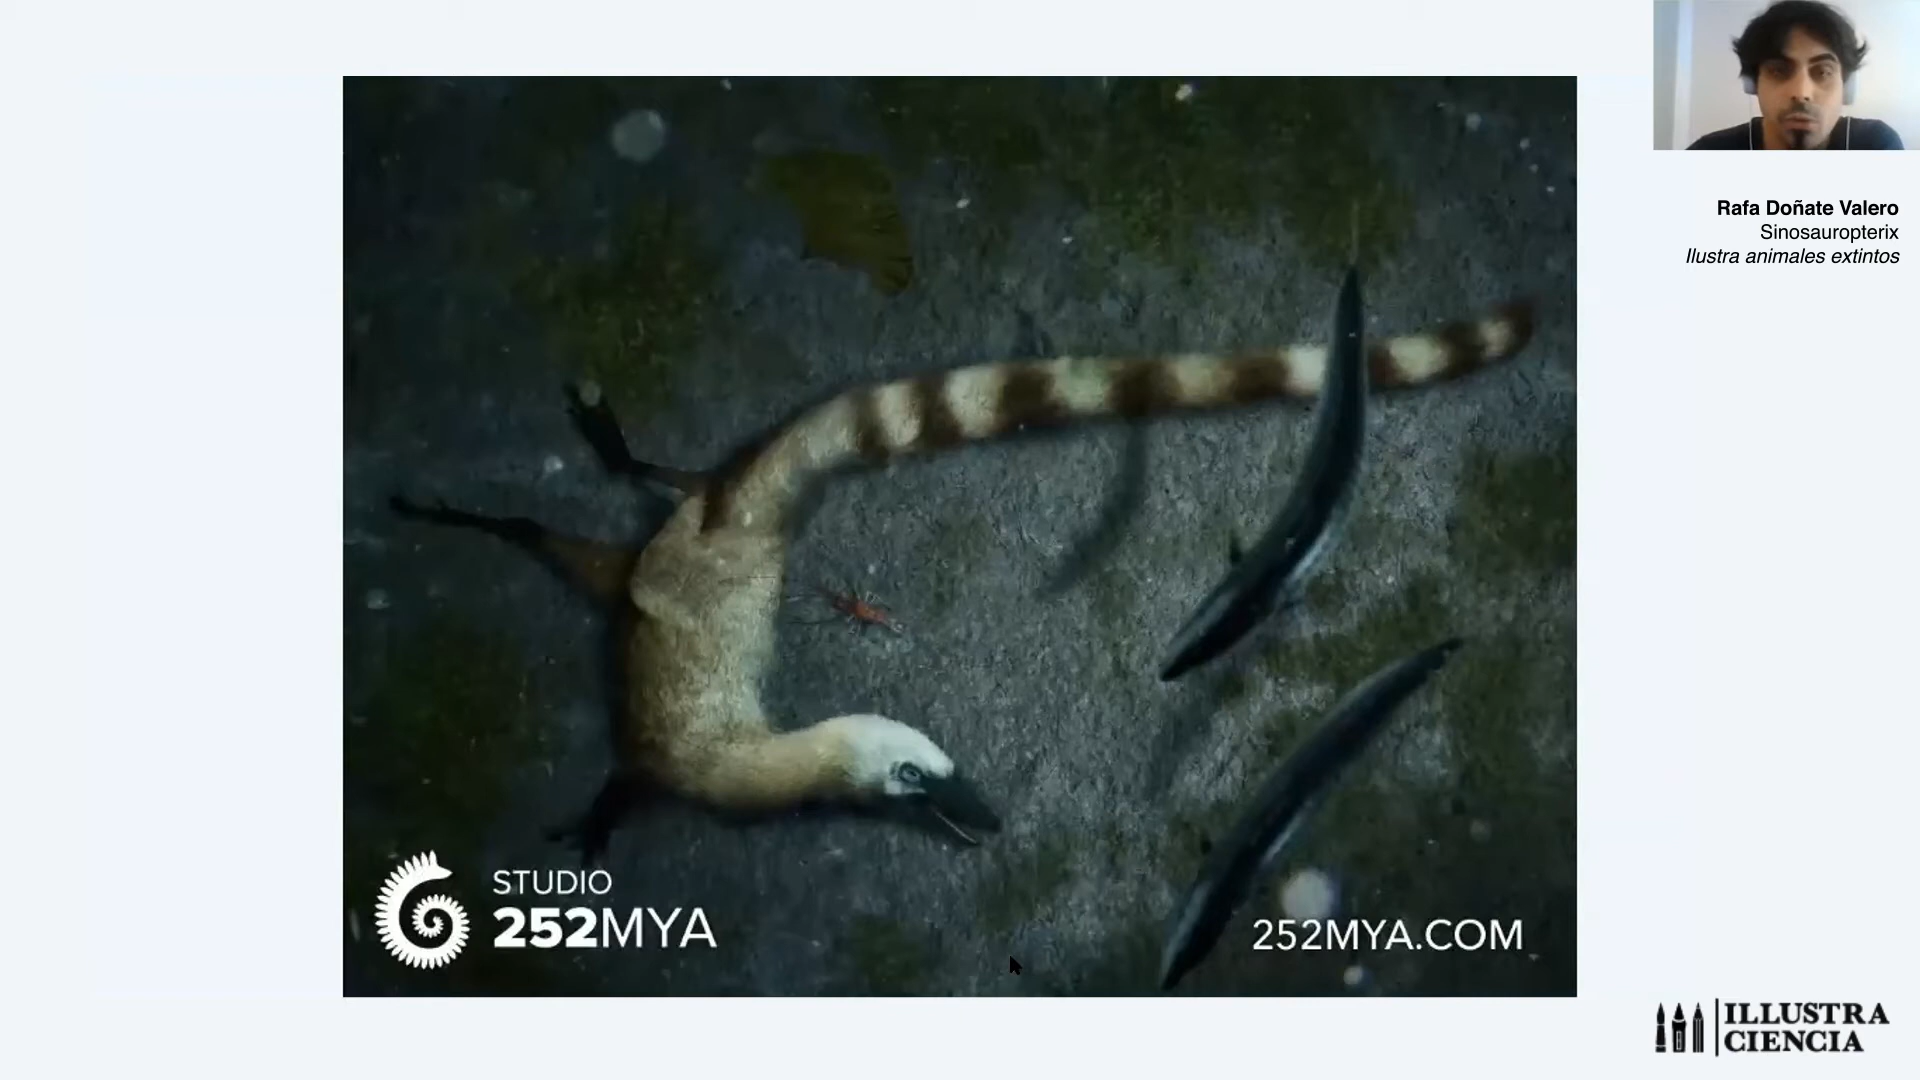 Rafa Doñate Valero
Sinosauropterix
Ilustra animales extintos
STUDIO
252MYA
252MYA.COM
ILLUSTRA
CIENCIA